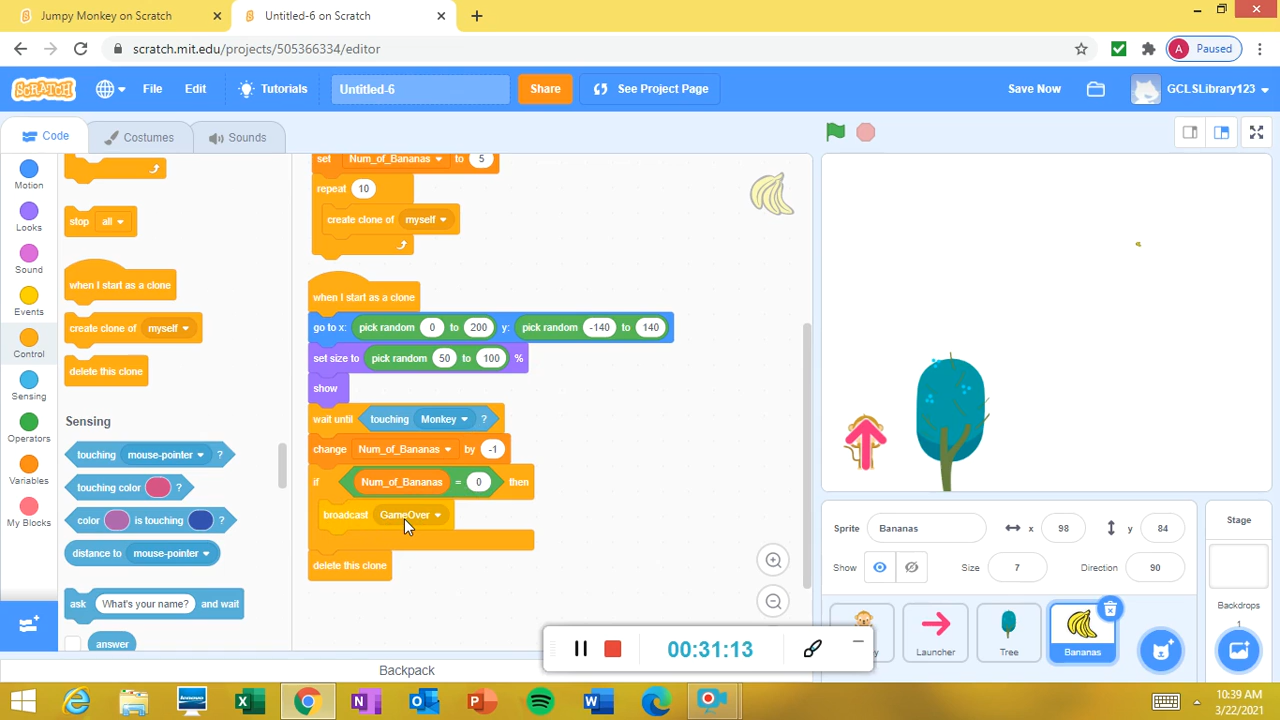 Jumpy Monkey on Scratch
Untitled-6 on Scratch
scratch.mit.edu/projects/505366334/editor
A Paused
SCRATCH File Edit Tutorials Untitled-6 Share See Project Page Save Now GCLSLibrary123
Code Costumes Sounds
Motion
Looks
Sound
Events
Control
Sensing
Operators
Variables
My Blocks
stop all
when I start as a clone
create clone of myself
delete this clone
Sensing
touching mouse-pointer ?
touching color ?
color is touching ?
distance to mouse-pointer
ask What's your name? and wait
answer
set Num_of_Bananas to 5
repeat 10
create clone of myself
when I start as a clone
go to x: pick random 0 to 200 y: pick random -140 to 140
set size to pick random 50 to 100 %
show
wait until touching Monkey ?
change Num_of_Bananas by -1
if Num_of_Bananas = 0 then
broadcast GameOver
delete this clone
Sprite Bananas x 98 y 84
Show Size 7 Direction 90
Launcher
Tree
Bananas
Stage
Backdrops
1
00:31:13
Backpack
10:39 AM
3/22/2021